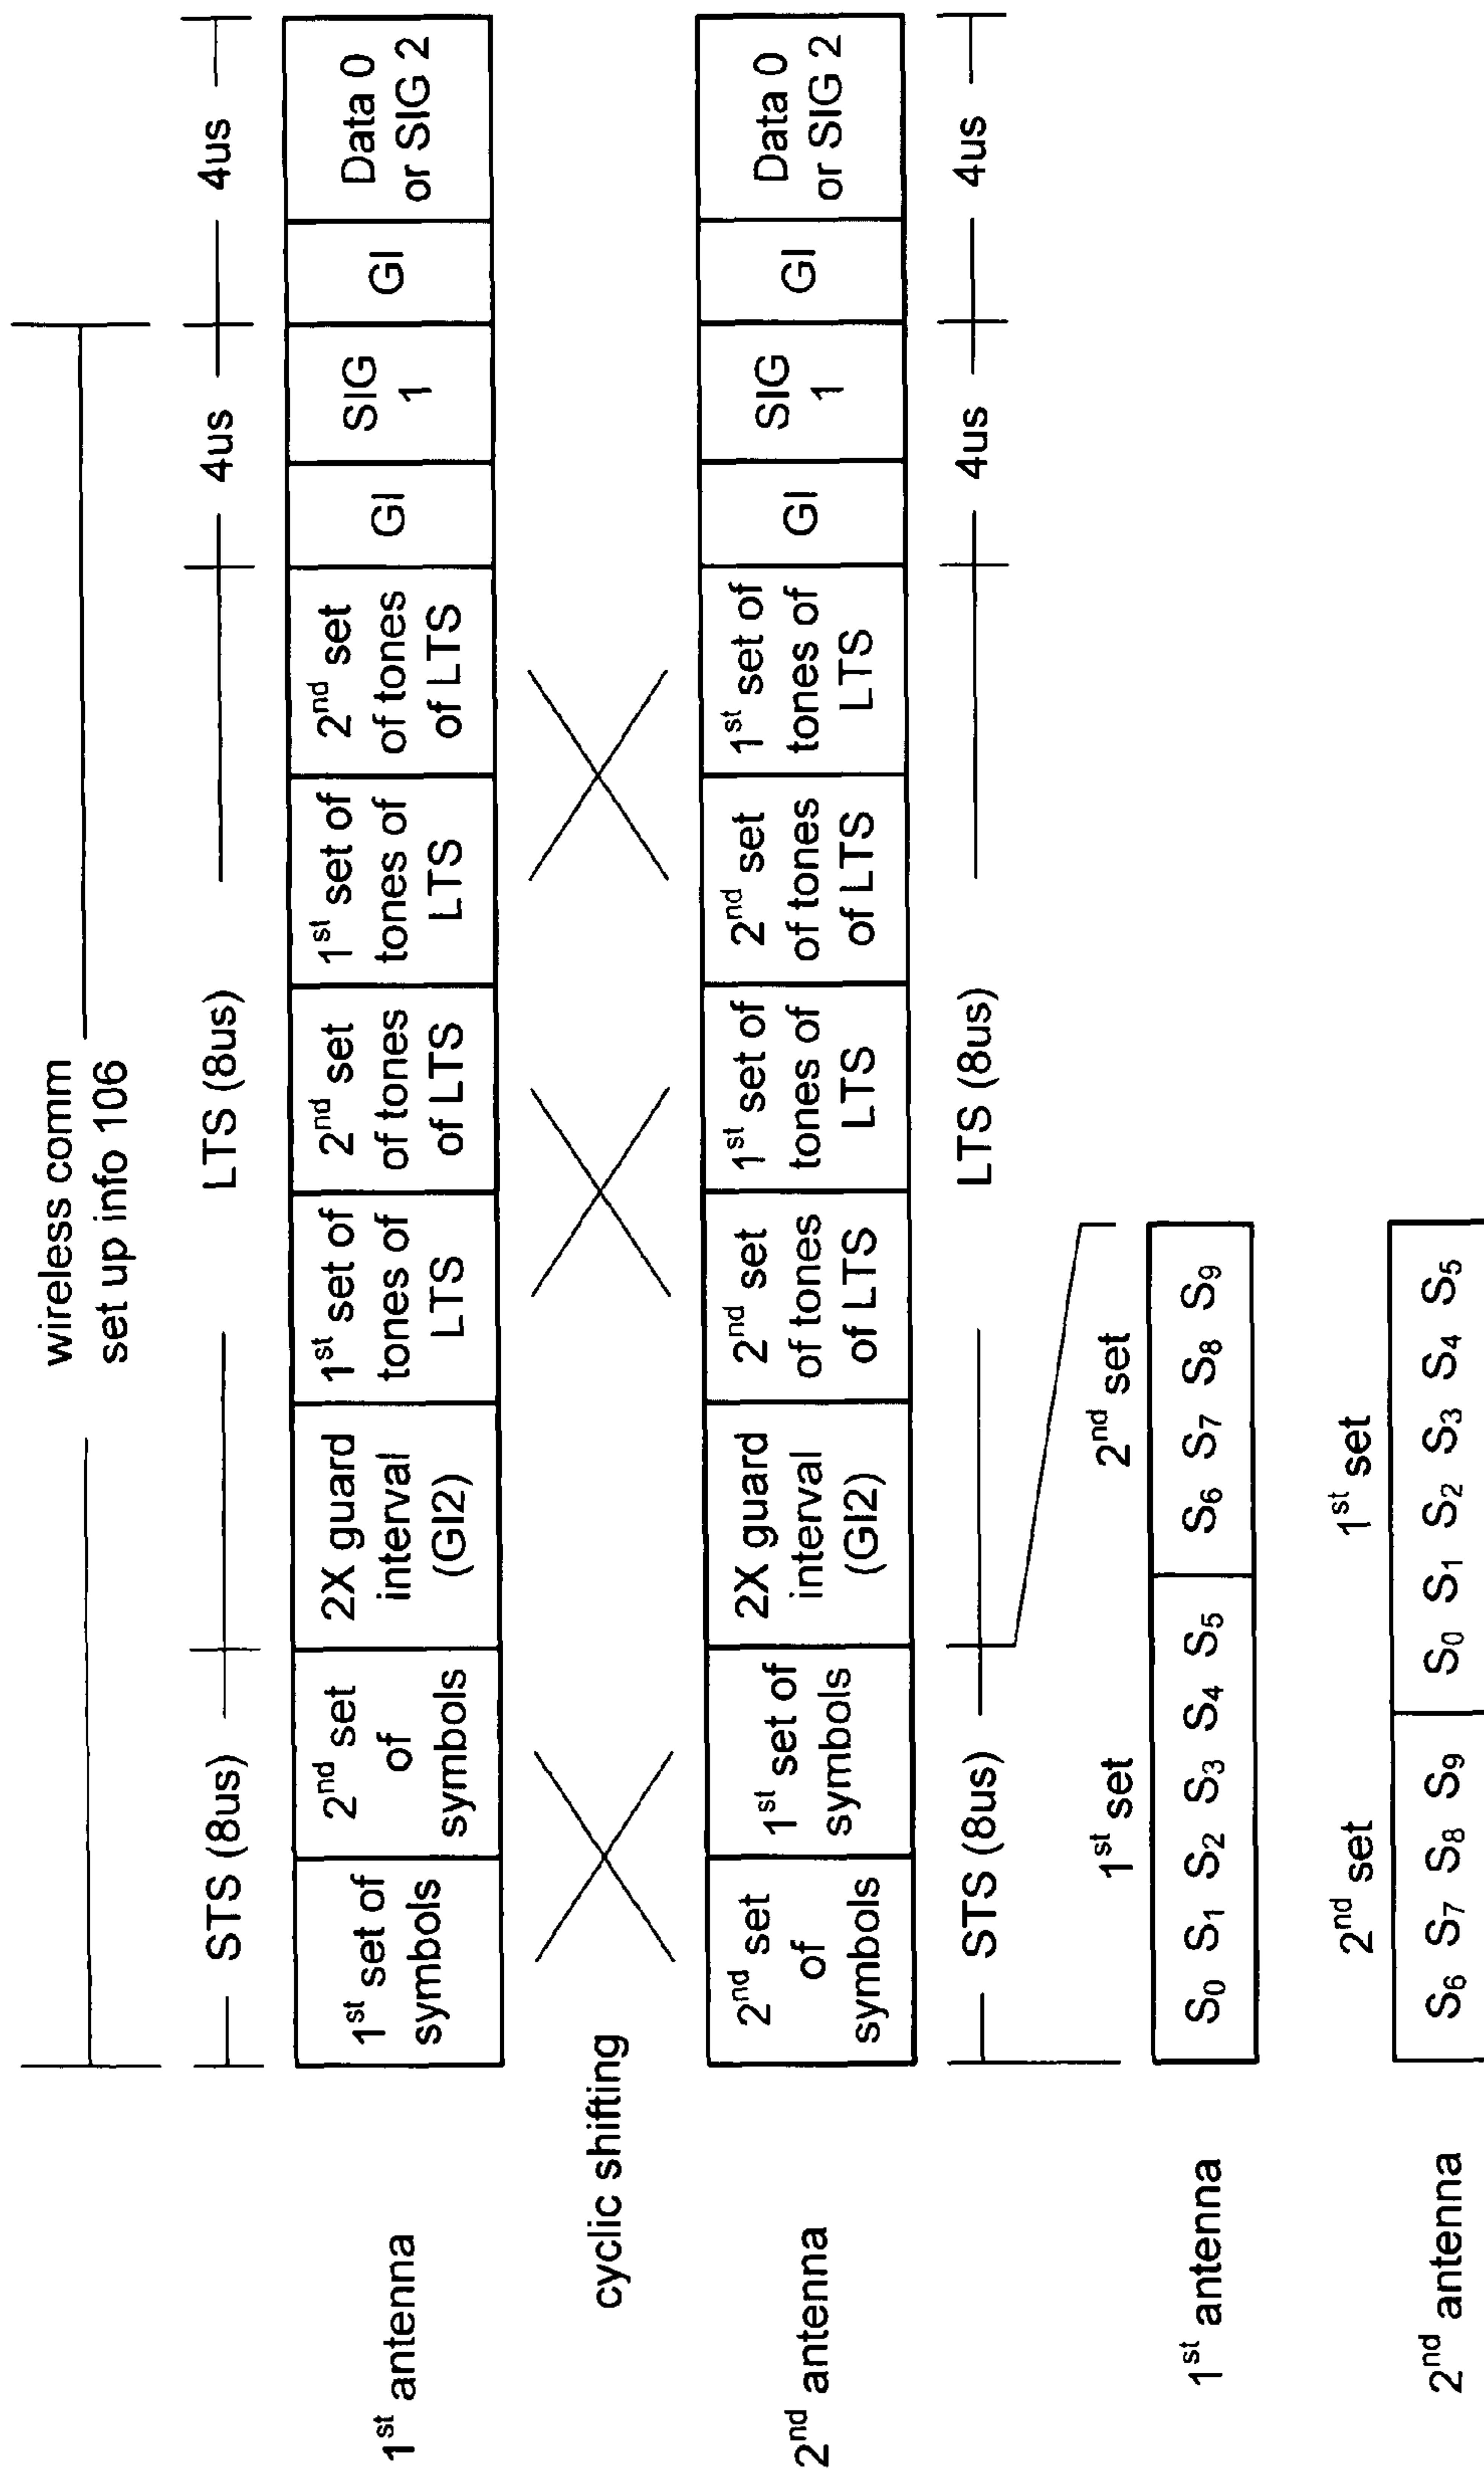 wireless comm
set up info 106
STS (8us)
LTS (8us)
4us
4us
1st antenna
1st set of
symbols
2nd set
of
symbols
2X guard
interval
(GI2)
1st set of
tones of
LTS
2nd set
of tones
of LTS
1st set of
tones of
LTS
2nd set
of tones
of LTS
GI
SIG
1
GI
Data 0
or SIG 2
cyclic shifting
2nd antenna
2nd set
of
symbols
1st set of
symbols
2X guard
interval
(GI2)
2nd set
of tones
of LTS
1st set of
tones of
LTS
2nd set
of tones
of LTS
1st set of
tones of
LTS
GI
SIG
1
GI
Data 0
or SIG 2
STS (8us)
LTS (8us)
4us
4us
1st set
2nd set
1st antenna
S0 S1 S2 S3 S4 S5 S6 S7 S8 S9
2nd set
1st set
2nd antenna
S6 S7 S8 S9 S0 S1 S2 S3 S4 S5